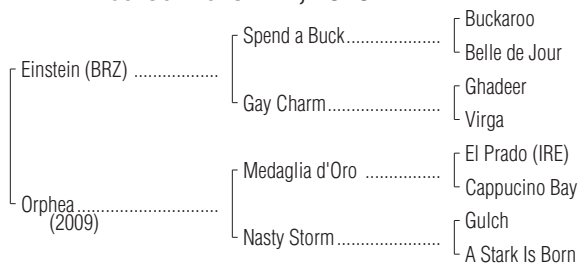 Buckaroo
Spend a Buck
Belle de Jour
Einstein (BRZ)
Ghadeer
Gay Charm
Virga
El Prado (IRE)
Medaglia d'Oro
Cappucino Bay
Orphea
(2009)
Gulch
Nasty Storm
A Stark Is Born